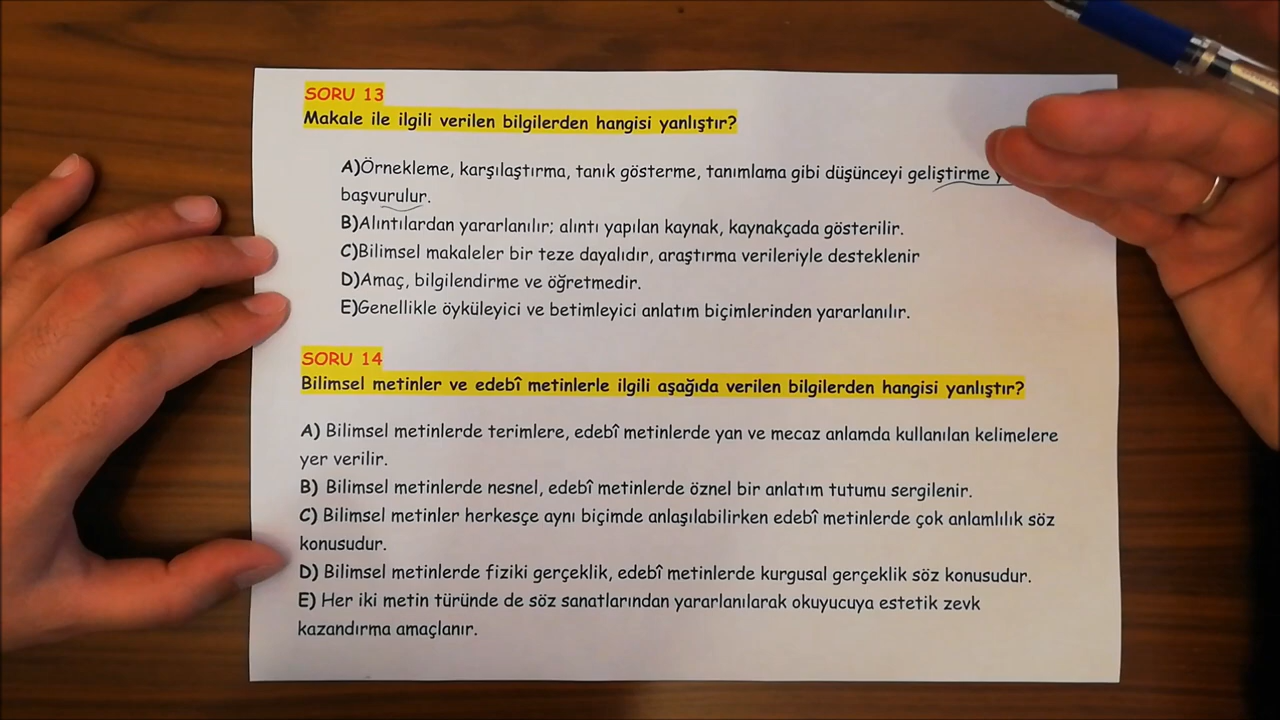 SORU 13
Makale ile ilgili verilen bilgilerden hangisi yanlıştır?
A)Örnekleme, karşılaştırma, tanık gösterme, tanımlama gibi düşünceyi geliştirme
başvurulur.
B)Alıntılardan yararlanılır; alıntı yapılan kaynak, kaynakçada gösterilir.
C)Bilimsel makaleler bir teze dayalıdır, araştırma verileriyle desteklenir
D)Amaç, bilgilendirme ve öğretmedir.
E)Genellikle öyküleyici ve betimleyici anlatım biçimlerinden yararlanılır.
SORU 14
Bilimsel metinler ve edebî metinlerle ilgili aşağıda verilen bilgilerden hangisi yanlıştır?
A) Bilimsel metinlerde terimlere, edebî metinlerde yan ve mecaz anlamda kullanılan kelimelere
yer verilir.
B) Bilimsel metinlerde nesnel, edebî metinlerde öznel bir anlatım tutumu sergilenir.
C) Bilimsel metinler herkesçe aynı biçimde anlaşılabilirken edebî metinlerde çok anlamlılık söz
konusudur.
D) Bilimsel metinlerde fiziki gerçeklik, edebî metinlerde kurgusal gerçeklik söz konusudur.
E) Her iki metin türünde de söz sanatlarından yararlanılarak okuyucuya estetik zevk
kazandırma amaçlanır.